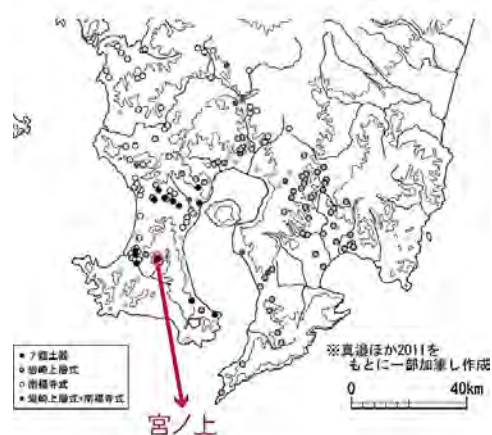 岩崎上層式
南福寺式
岩崎上層式+南福寺式
※真邉ほか2011を
もとに一部加筆し作成
0 40km
宮ノ上